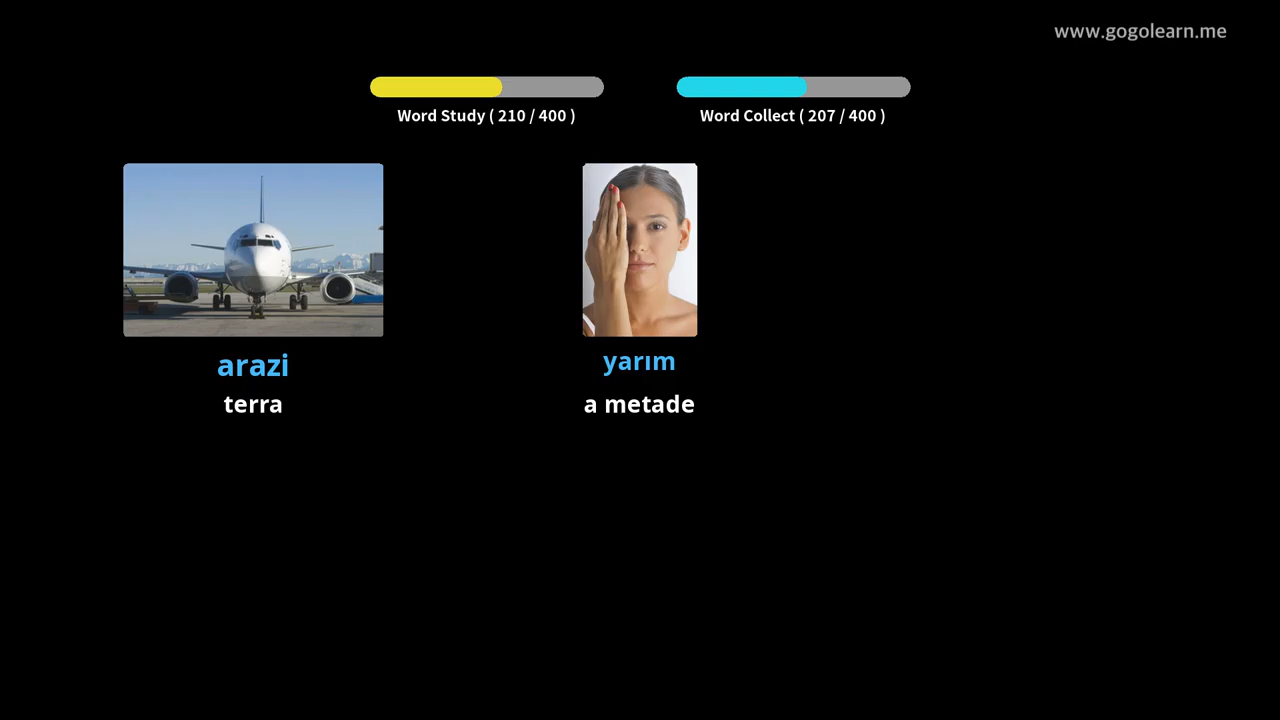 www.gogolearn.me
Word Study ( 210 / 400 )
Word Collect ( 207 / 400 )
arazi
terra
yarım
a metade